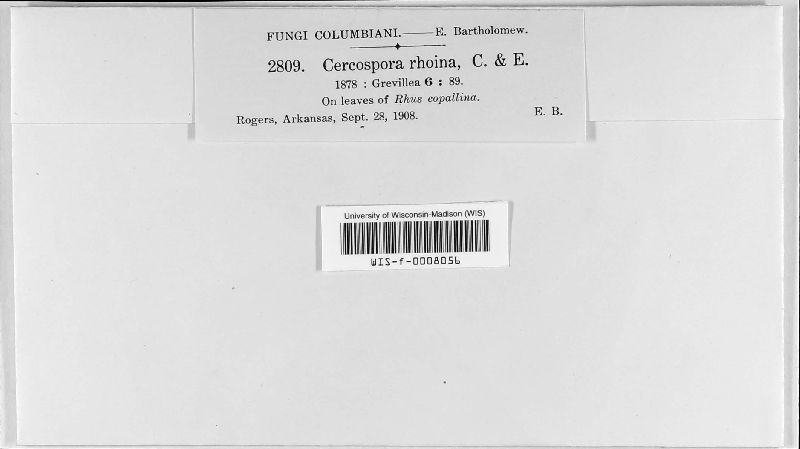 FUNGI COLUMBIANI.——E. Bartholomew.
2809. Cercospora rhoina, C. & E.
1878 : Grevillea 6 : 89.
On leaves of Rhus copallina.
Rogers, Arkansas, Sept. 28, 1908. E. B.
University of Wisconsin-Madison (WIS)
WIS-f-0008056